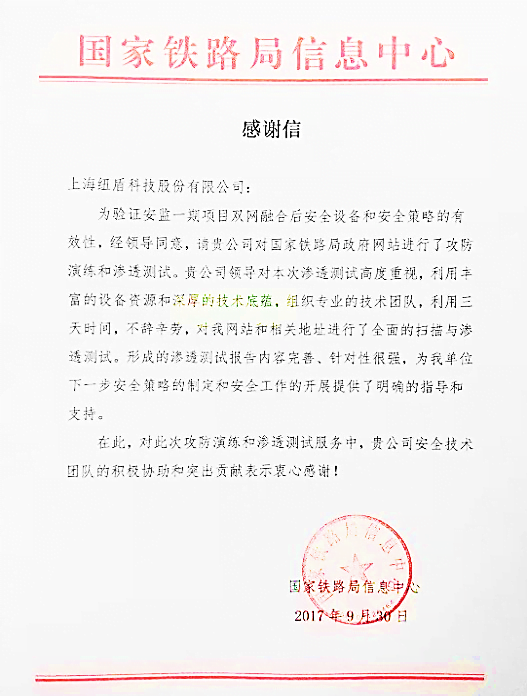 国家铁路局信息中心
感谢信
上海纽盾科技股份有限公司：
为验证安监一期项目双网融合后安全设备和安全策略的有
效性，经领导同意，请贵公司对国家铁路局政府网站进行了攻防
演练和渗透测试。贵公司领导对本次渗透测试高度重视，利用丰
富的设备资源和深厚的技术底蕴，组织专业的技术团队，利用三
天时间，不辞辛劳，对我网站和相关地址进行了全面的扫描与渗
透测试。形成的渗透测试报告内容完善、针对性很强，为我单位
下一步安全策略的制定和安全工作的开展提供了明确的指导和
支持。
在此，对此次攻防演练和渗透测试服务中，贵公司安全技术
团队的积极协助和突出贡献表示衷心感谢！
国家铁路局信息中心
2017年9月30日